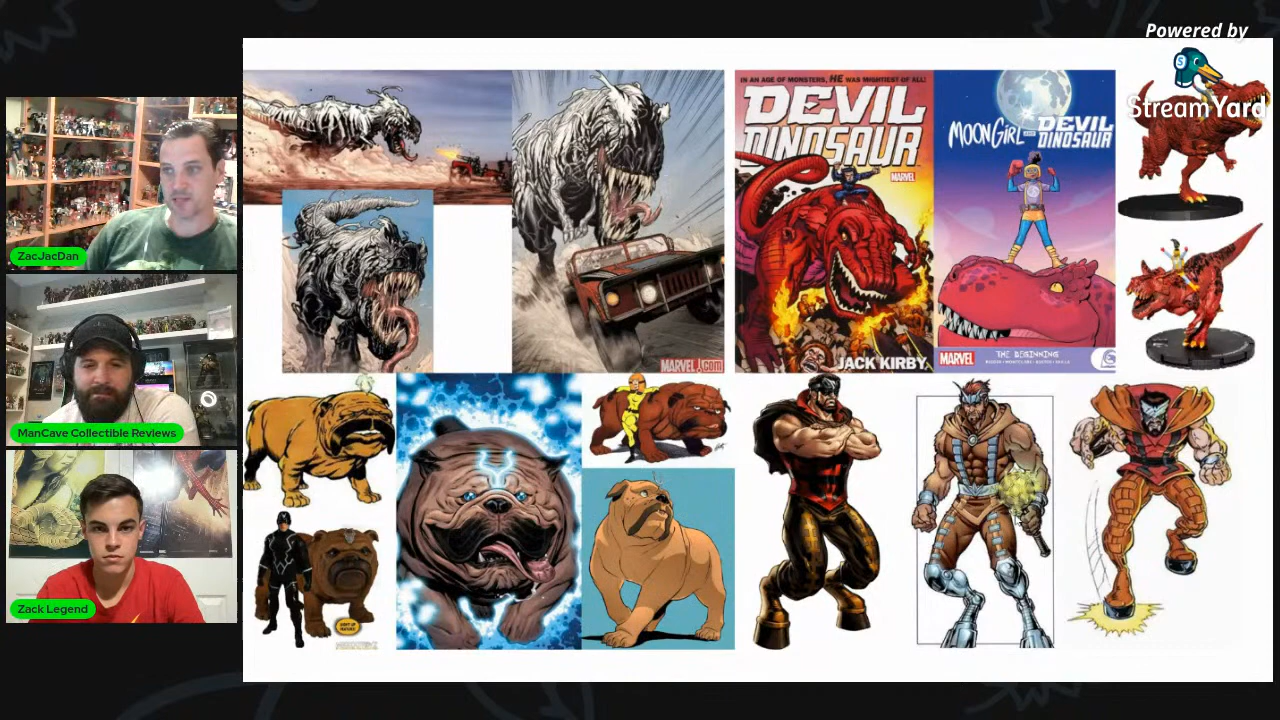 Powered by
StreamYard
ZacJacDan
ManCave Collectible Reviews
Zack Legend
MARVEL.com
IN AN AGE OF MONSTERS, HE WAS MIGHTIEST OF ALL!
DEVIL
DINOSAUR
MARVEL
JACK KIRBY
MOON GIRL AND DEVIL
DINOSAUR
MARVEL
THE BEGINNING